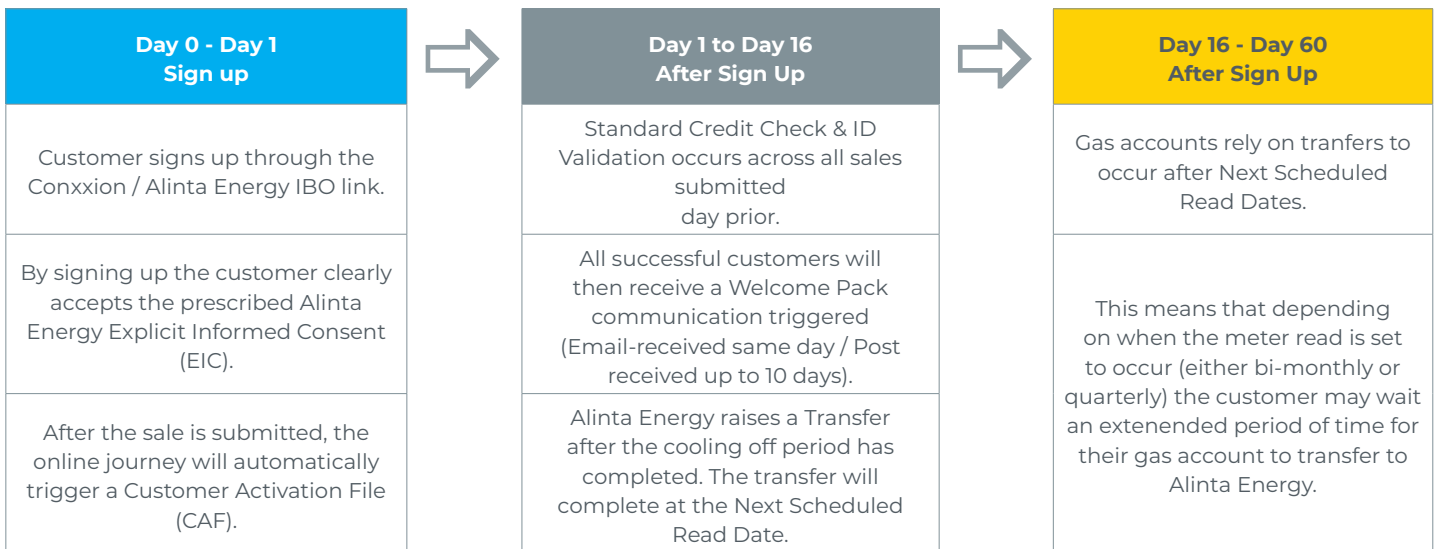 Day 0 - Day 1
Sign up
Customer signs up through the
Conxxion / Alinta Energy IBO link.
By signing up the customer clearly
accepts the prescribed Alinta
Energy Explicit Informed Consent
(EIC).
After the sale is submitted, the
online journey will automatically
trigger a Customer Activation File
(CAF).
Day 1 to Day 16
After Sign Up
Standard Credit Check & ID
Validation occurs across all sales
submitted
day prior.
All successful customers will
then receive a Welcome Pack
communication triggered
(Email-received same day / Post
received up to 10 days).
Alinta Energy raises a Transfer
after the cooling off period has
completed. The transfer will
complete at the Next Scheduled
Read Date.
Day 16 - Day 60
After Sign Up
Gas accounts rely on tranfers to
occur after Next Scheduled
Read Dates.
This means that depending
on when the meter read is set
to occur (either bi-monthly or
quarterly) the customer may wait
an extenended period of time for
their gas account to transfer to
Alinta Energy.